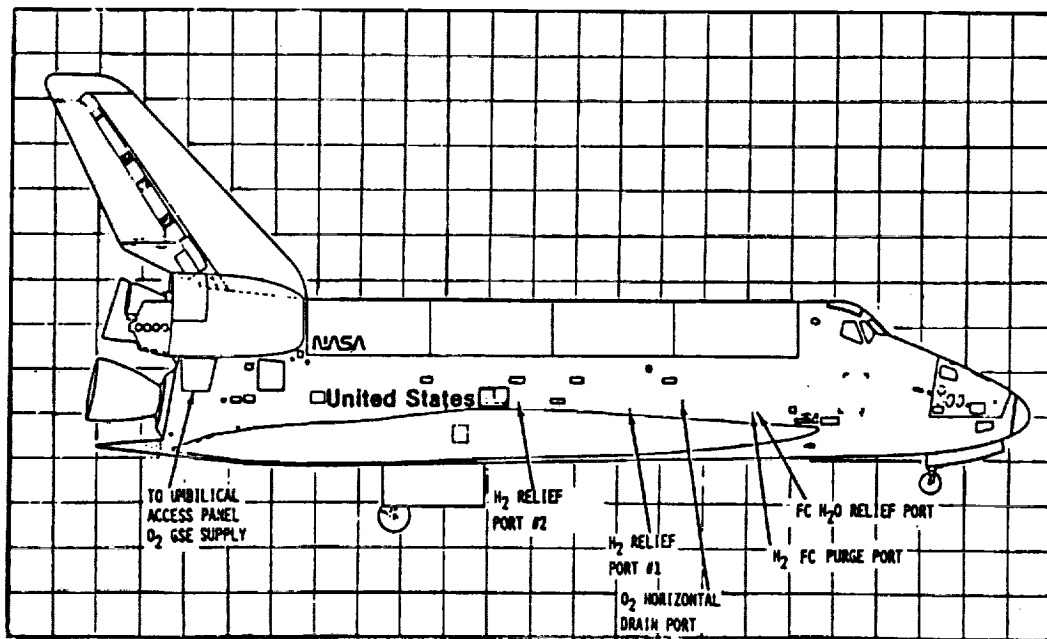 NASA
United States
TO UMBILICAL
ACCESS PANEL
O₂ GSE SUPPLY
H₂ RELIEF
PORT #2
H₂ RELIEF
PORT #1
O₂ HORIZONTAL
DRAIN PORT
FC H₂O RELIEF PORT
H₂ FC PURGE PORT